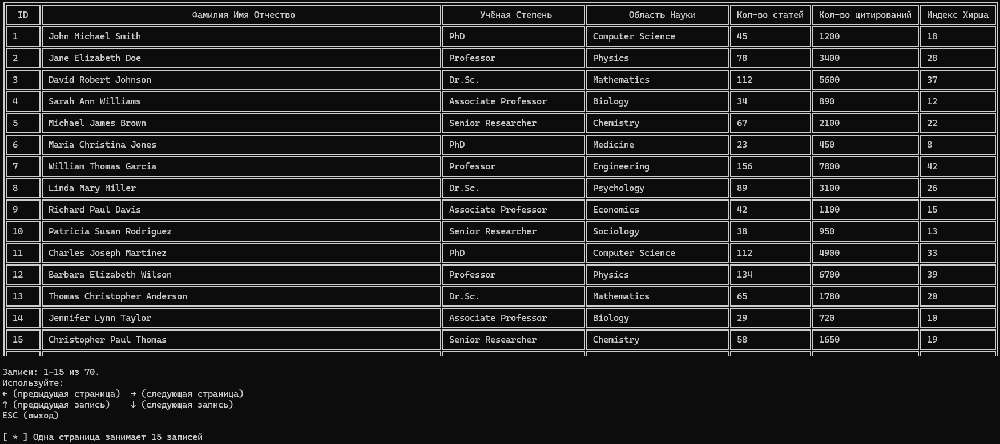 ID Фамилия Имя Отчество Учёная Степень Область Науки Кол-во статей Кол-во цитирований Индекс Хирша
1 John Michael Smith PhD Computer Science 45 1200 18
2 Jane Elizabeth Doe Professor Physics 78 3400 28
3 David Robert Johnson Dr.Sc. Mathematics 112 5600 37
4 Sarah Ann Williams Associate Professor Biology 34 890 12
5 Michael James Brown Senior Researcher Chemistry 67 2100 22
6 Maria Christina Jones PhD Medicine 23 450 8
7 William Thomas Garcia Professor Engineering 156 7800 42
8 Linda Mary Miller Dr.Sc. Psychology 89 3100 26
9 Richard Paul Davis Associate Professor Economics 42 1100 15
10 Patricia Susan Rodriguez Senior Researcher Sociology 38 950 13
11 Charles Joseph Martinez PhD Computer Science 112 4900 33
12 Barbara Elizabeth Wilson Professor Physics 134 6700 39
13 Thomas Christopher Anderson Dr.Sc. Mathematics 65 1780 20
14 Jennifer Lynn Taylor Associate Professor Biology 29 720 10
15 Christopher Paul Thomas Senior Researcher Chemistry 58 1650 19
Записи: 1-15 из 70.
Используйте:
← (предыдущая страница) → (следующая страница)
↑ (предыдущая запись) ↓ (следующая запись)
ESC (выход)
[ * ] Одна страница занимает 15 записей